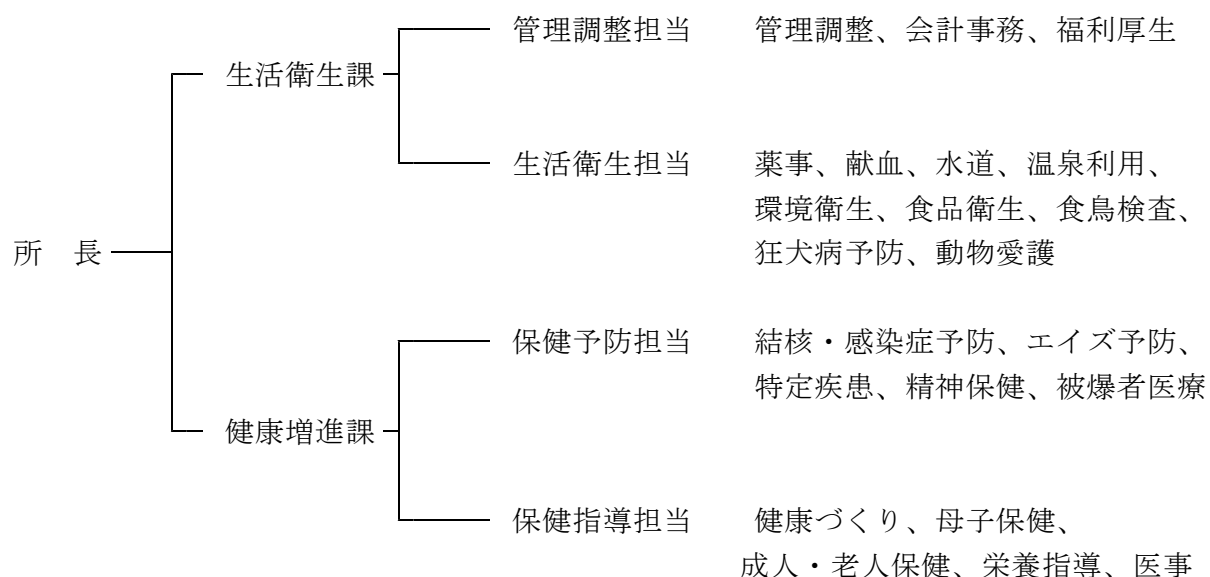 管理調整担当 管理調整、会計事務、福利厚生
生活衛生課
生活衛生担当 薬事、献血、水道、温泉利用、
環境衛生、食品衛生、食鳥検査、
所 長
狂犬病予防、動物愛護
保健予防担当 結核・感染症予防、エイズ予防、
特定疾患、精神保健、被爆者医療
健康増進課
保健指導担当 健康づくり、母子保健、
成人・老人保健、栄養指導、医事